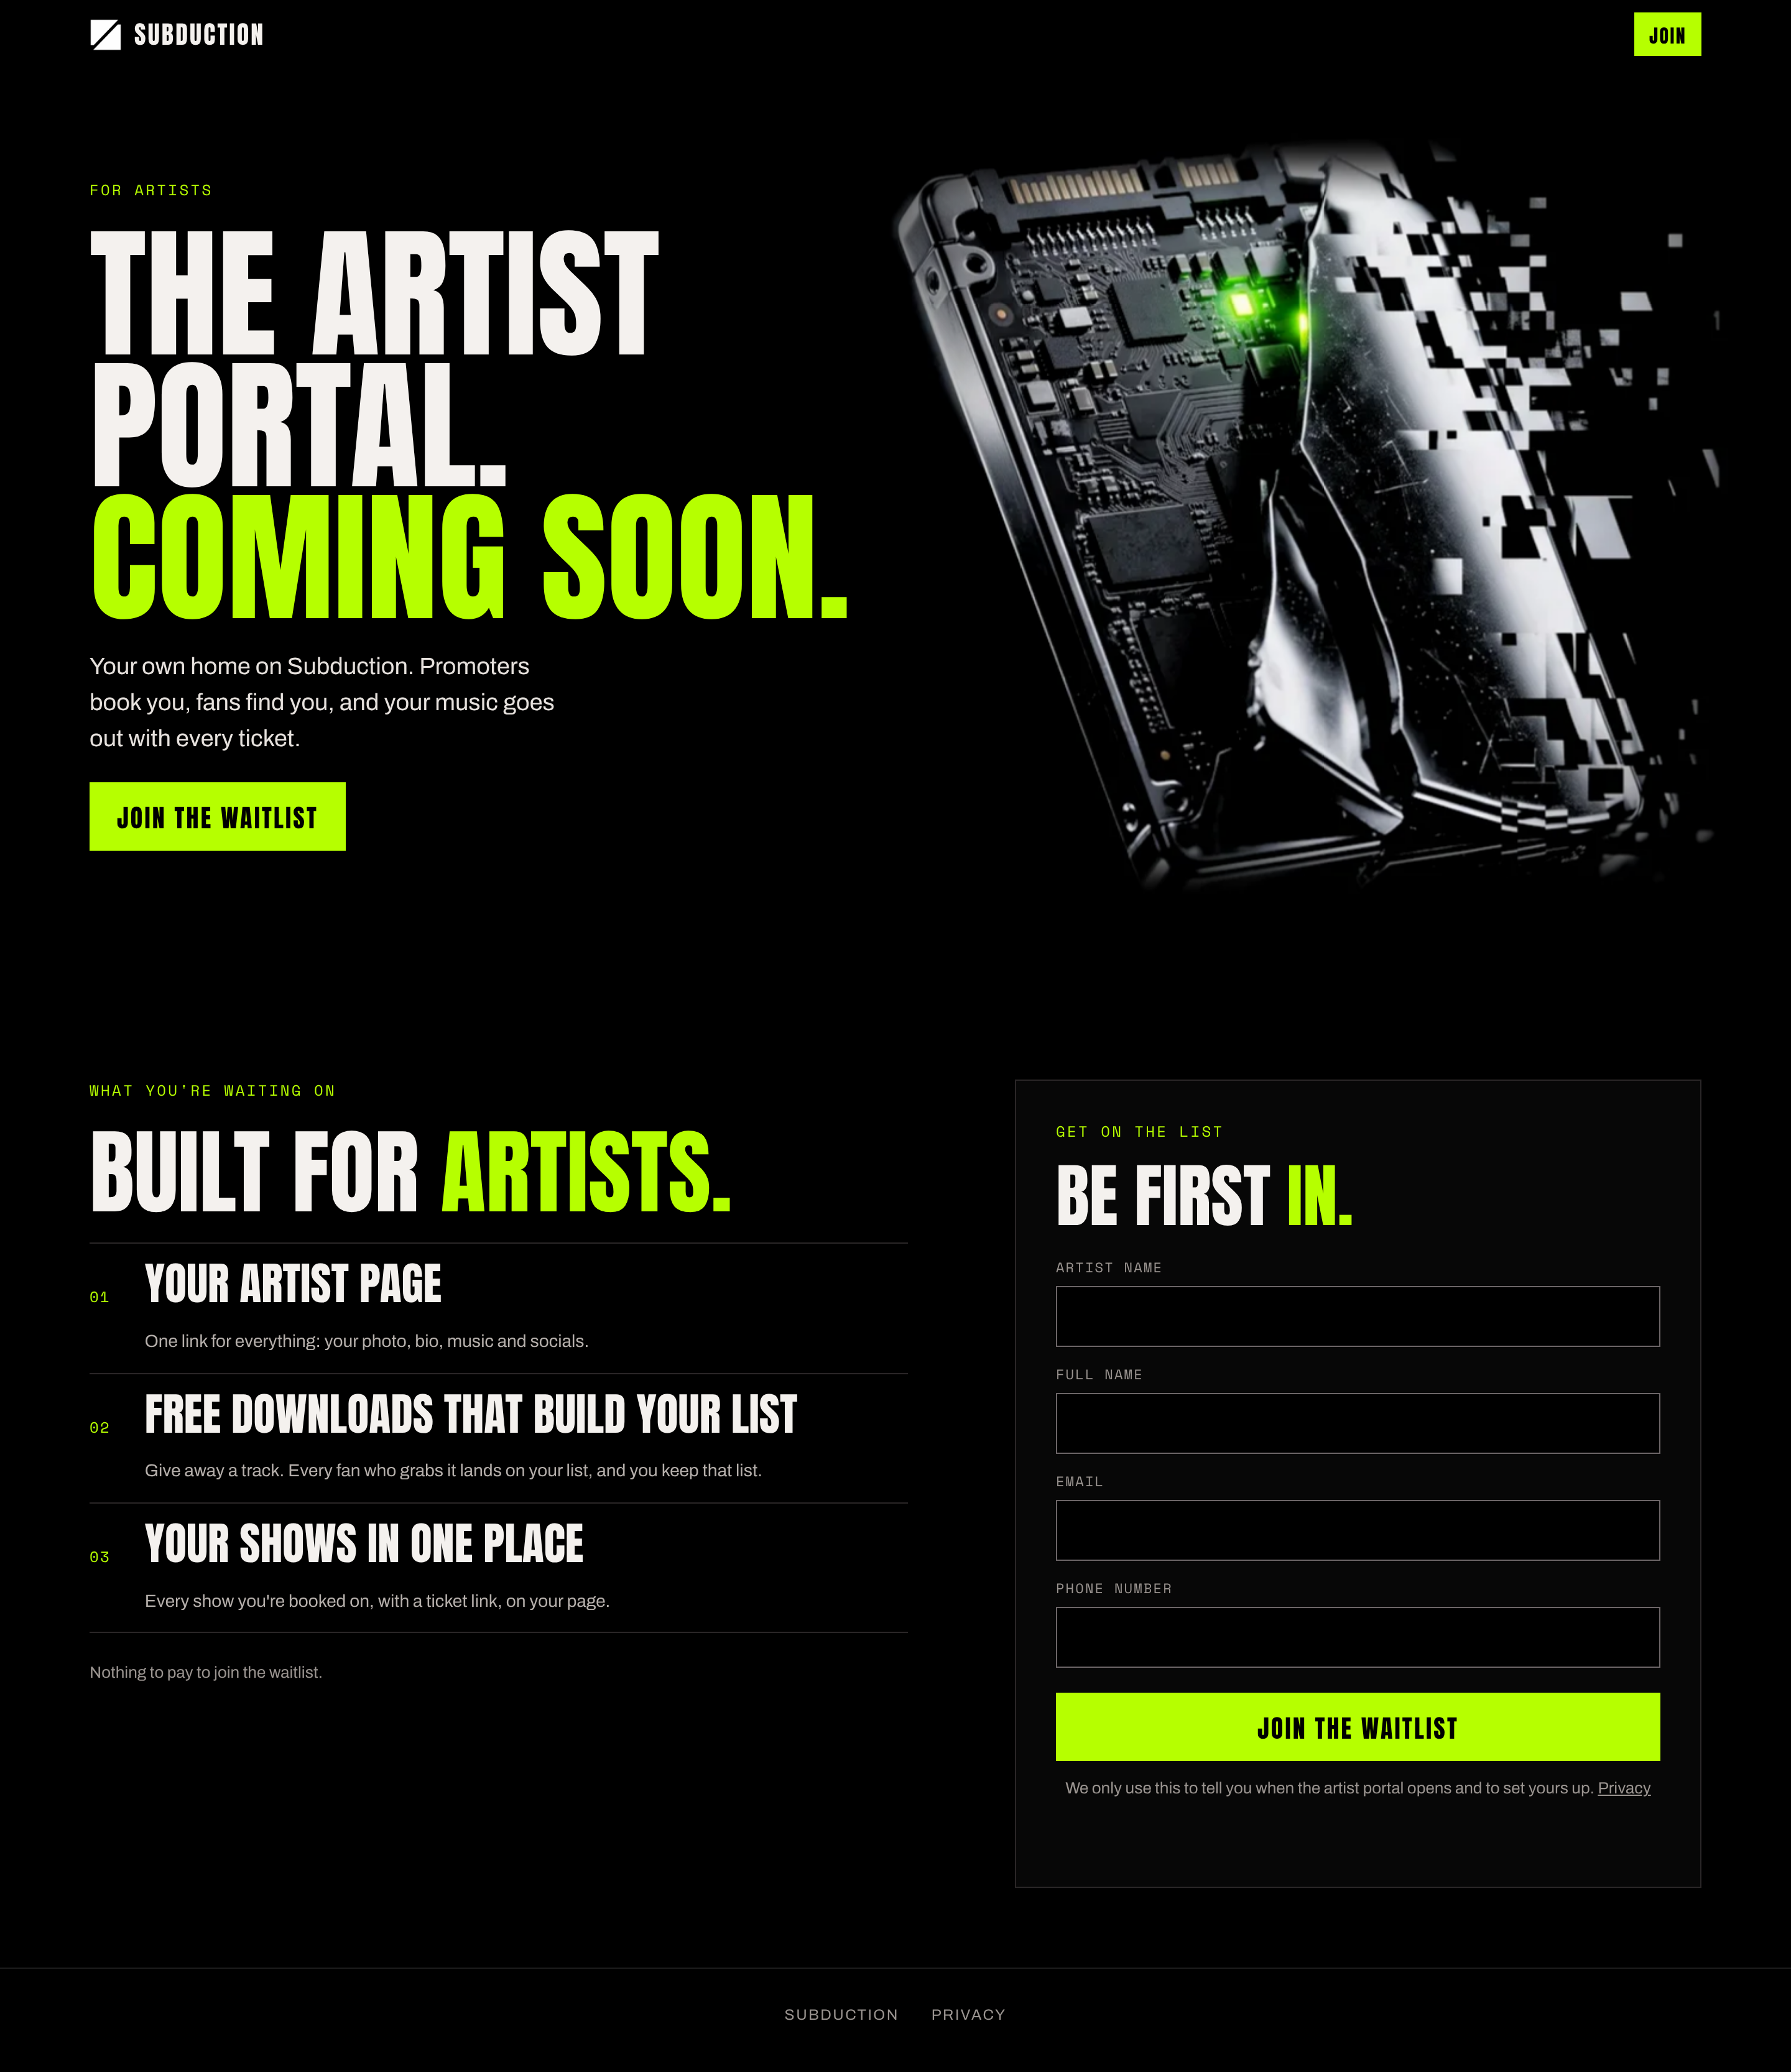 SUBDUCTION
JOIN
FOR ARTISTS
THE ARTIST
PORTAL.
COMING SOON.
Your own home on Subduction. Promoters
book you, fans find you, and your music goes
out with every ticket.
JOIN THE WAITLIST
WHAT YOU'RE WAITING ON
BUILT FOR ARTISTS.
01
YOUR ARTIST PAGE
One link for everything: your photo, bio, music and socials.
02
FREE DOWNLOADS THAT BUILD YOUR LIST
Give away a track. Every fan who grabs it lands on your list, and you keep that list.
03
YOUR SHOWS IN ONE PLACE
Every show you're booked on, with a ticket link, on your page.
Nothing to pay to join the waitlist.
GET ON THE LIST
BE FIRST IN.
ARTIST NAME
FULL NAME
EMAIL
PHONE NUMBER
JOIN THE WAITLIST
We only use this to tell you when the artist portal opens and to set yours up. Privacy
SUBDUCTION
PRIVACY